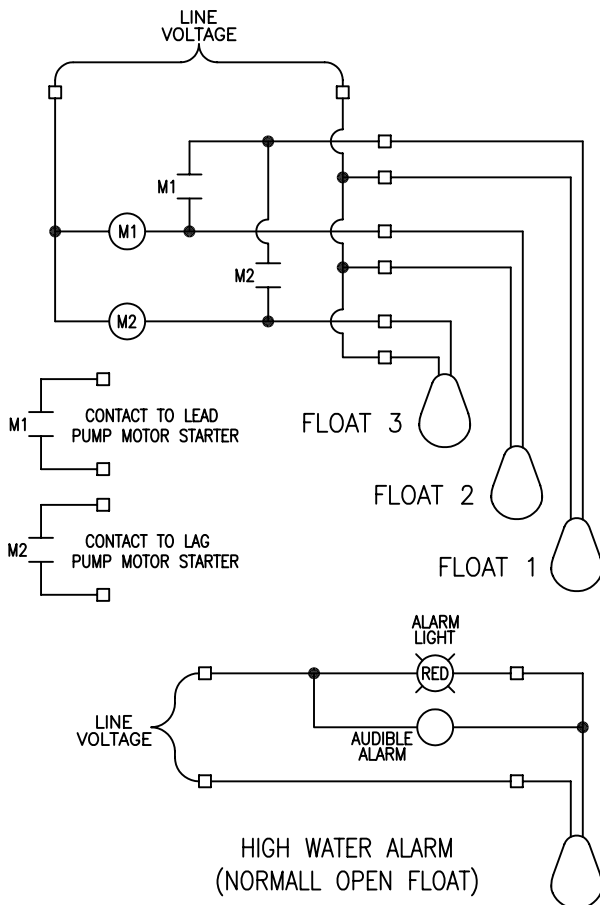 LINE
VOLTAGE
M1
M1
M2
M2
FLOAT 3
M1
CONTACT TO LEAD
PUMP MOTOR STARTER
FLOAT 2
M2
CONTACT TO LAG
PUMP MOTOR STARTER
FLOAT 1
ALARM
LIGHT
RED
LINE
VOLTAGE
AUDIBLE
ALARM
HIGH WATER ALARM
(NORMALL OPEN FLOAT)